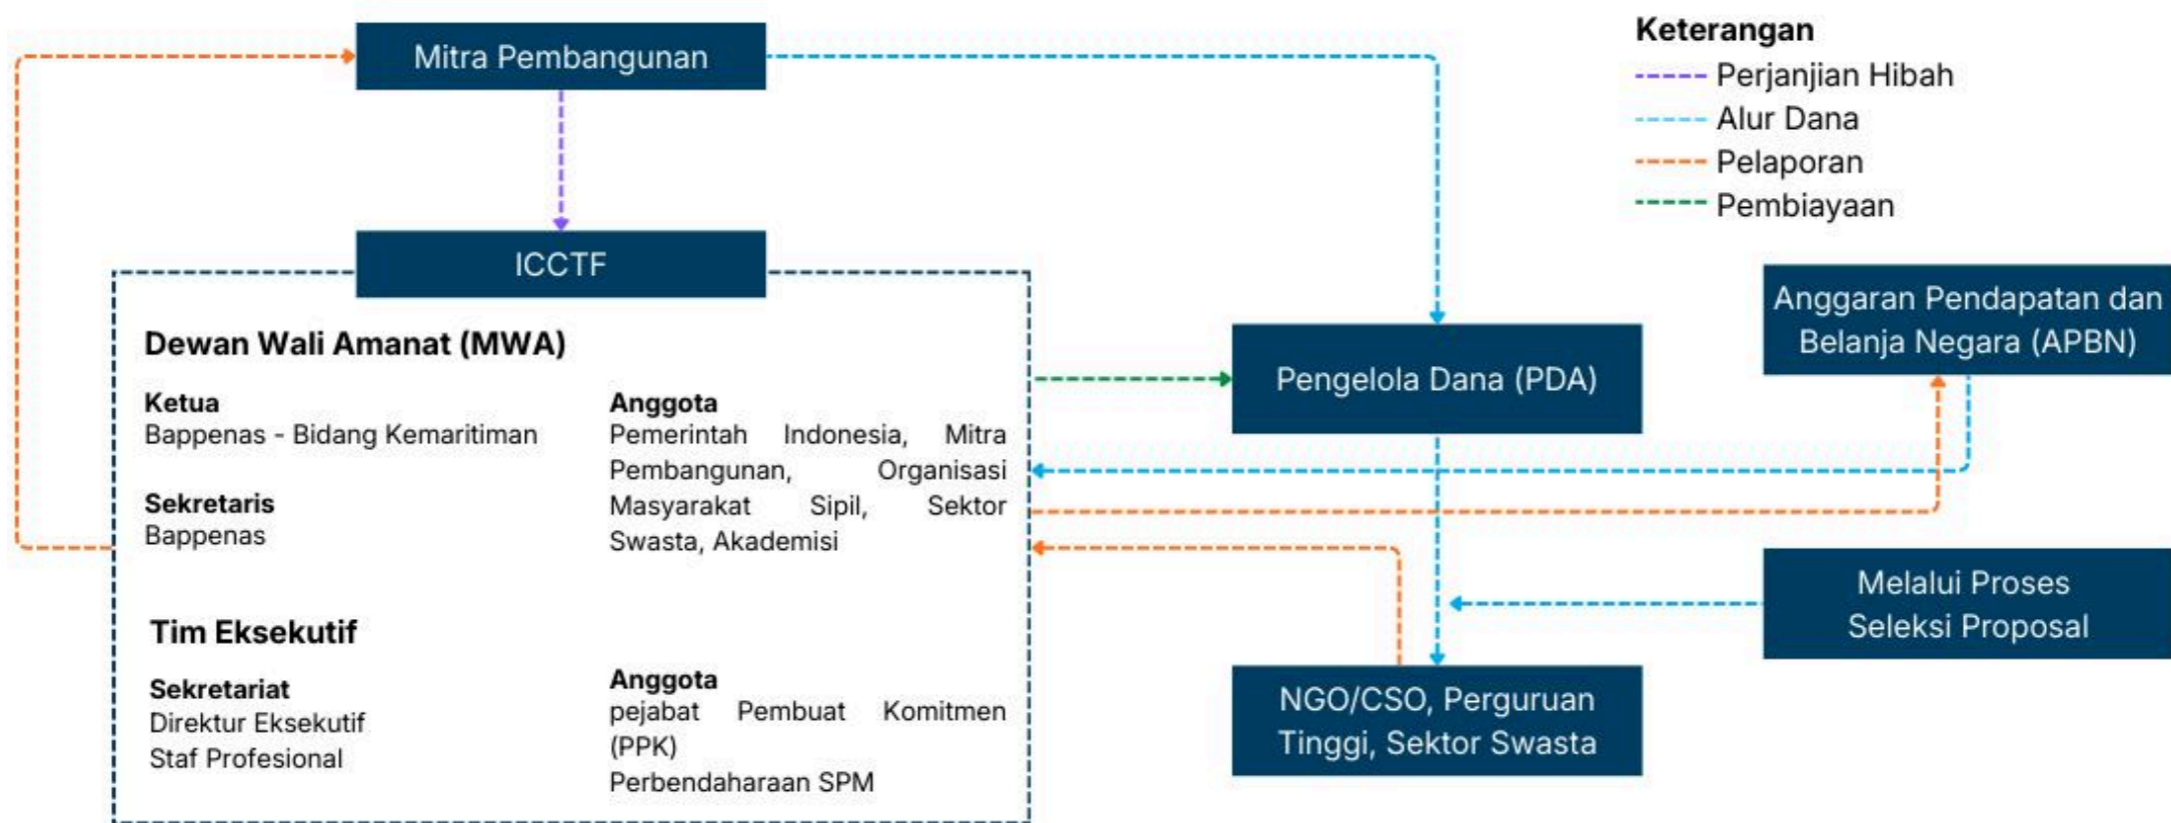 Mitra Pembangunan
Keterangan
Perjanjian Hibah
Alur Dana
Pelaporan
Pembiayaan
ICCTF
Dewan Wali Amanat (MWA)
Ketua
Bappenas - Bidang Kemaritiman
Sekretaris
Bappenas
Anggota
Pemerintah Indonesia, Mitra
Pembangunan, Organisasi
Masyarakat Sipil, Sektor
Swasta, Akademisi
Tim Eksekutif
Sekretariat
Direktur Eksekutif
Staf Profesional
Anggota
pejabat Pembuat Komitmen
(PPK)
Perbendaharaan SPM
Pengelola Dana (PDA)
Anggaran Pendapatan dan
Belanja Negara (APBN)
Melalui Proses
Seleksi Proposal
NGO/CSO, Perguruan
Tinggi, Sektor Swasta